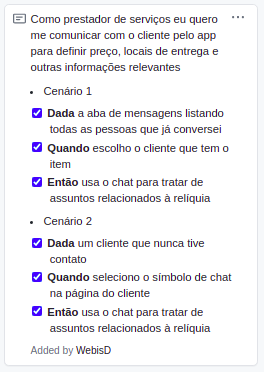 Como prestador de serviços eu quero
me comunicar com o cliente pelo app
para definir preço, locais de entrega e
outras informações relevantes
• Cenário 1
Dada a aba de mensagens listando
todas as pessoas que já conversei
Quando escolho o cliente que tem o
item
Então usa o chat para tratar de
assuntos relacionados à relíquia
• Cenário 2
Dada um cliente que nunca tive
contato
Quando seleciono o símbolo de chat
na página do cliente
Então usa o chat para tratar de
assuntos relacionados à relíquia
Added by WebisD